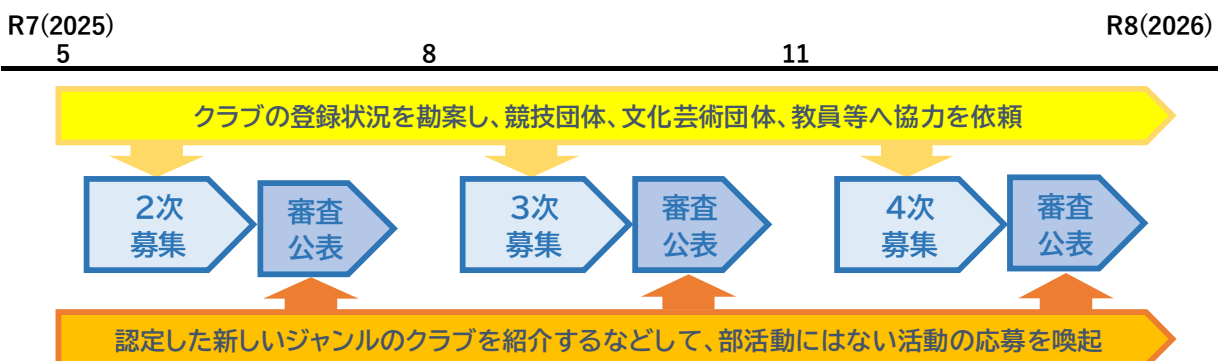 R7(2025)
R8(2026)
5
8
11
クラブの登録状況を勘案し、競技団体、文化芸術団体、教員等へ協力を依頼
2次
募集
審査
公表
3次
募集
審査
公表
4次
募集
審査
公表
認定した新しいジャンルのクラブを紹介するなどして、部活動にはない活動の応募を喚起